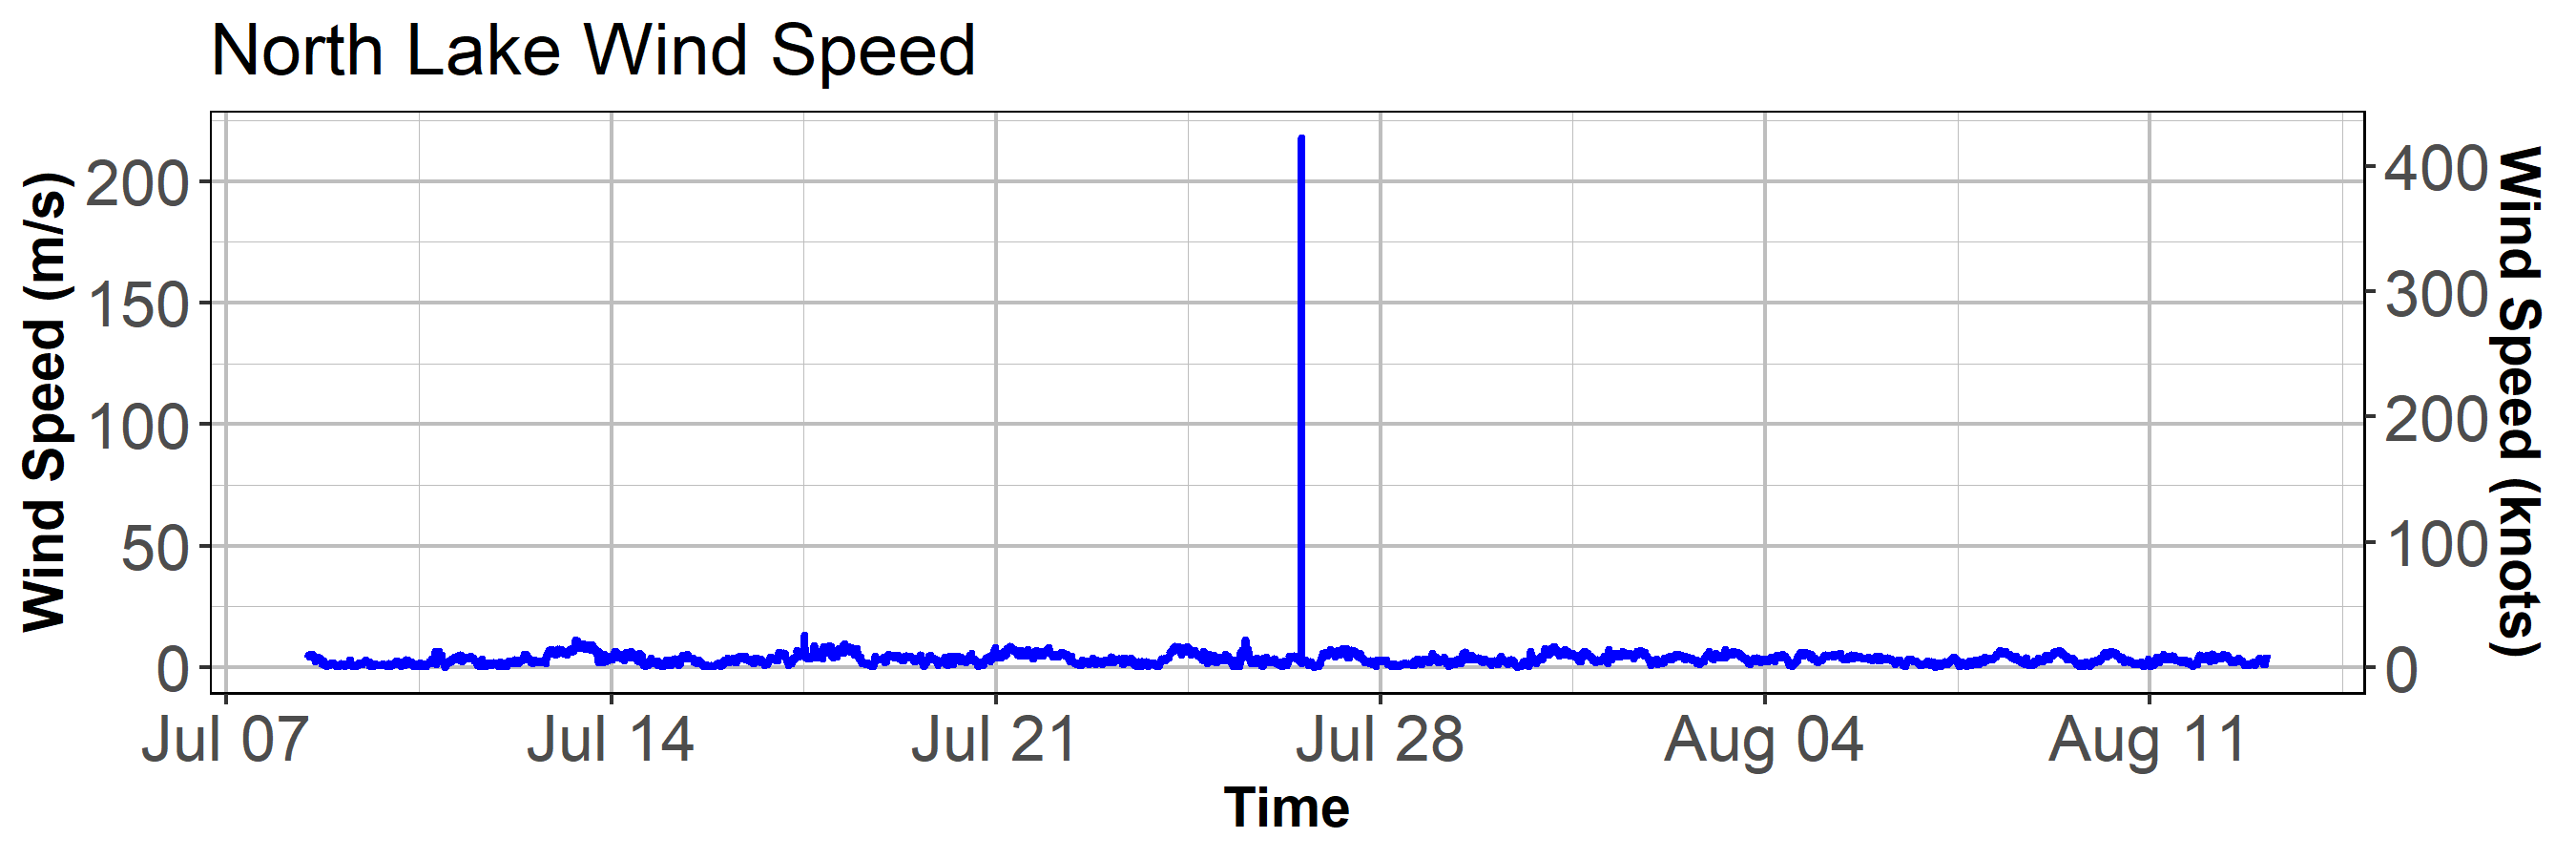 North Lake Wind Speed
Wind Speed (m/s)
200
150
100
50
0
400
300
200
100
0
Wind Speed (knots)
Jul 07 Jul 14 Jul 21 Jul 28 Aug 04 Aug 11
Time